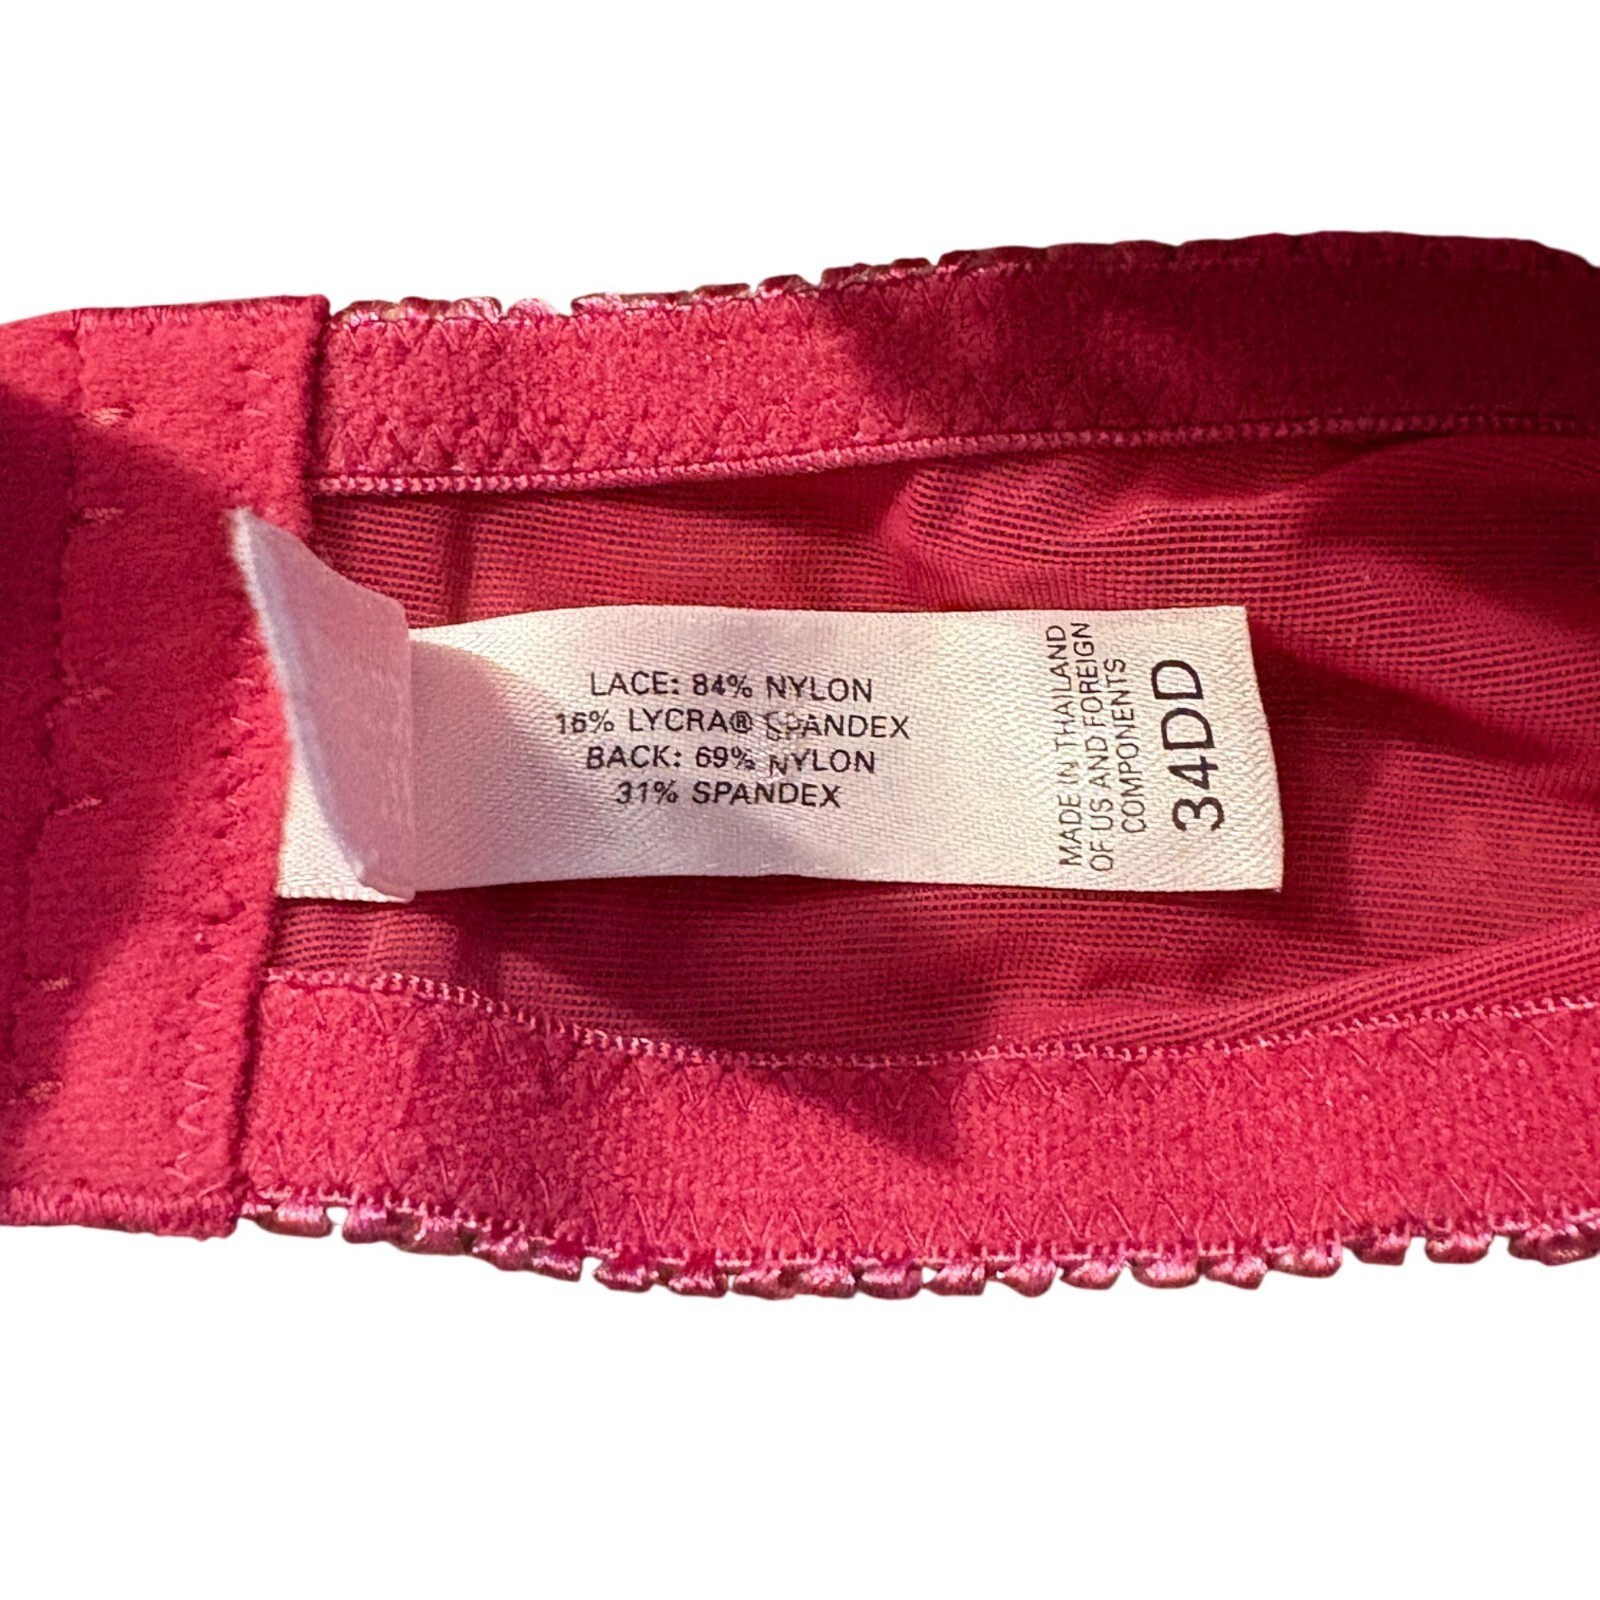 LACE: 84% NYLON
16% LYCRA® SPANDEX
BACK: 69% NYLON
31% SPANDEX
MADE IN THAILAND
OF US AND FOREIGN
COMPONENTS
34DD